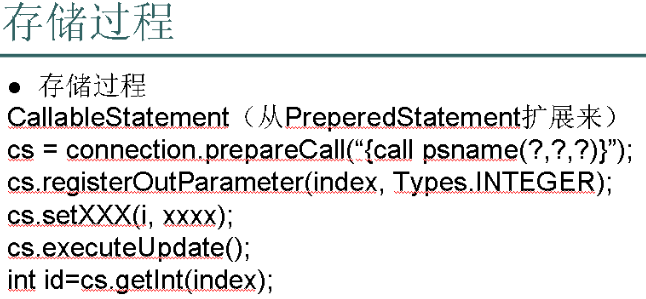 存储过程
● 存储过程
CallableStatement（从PreperedStatement扩展来）
cs = connection.prepareCall(“{call psname(?,?,?)}”);
cs.registerOutParameter(index, Types.INTEGER);
cs.setXXX(i, xxxx);
cs.executeUpdate();
int id=cs.getInt(index);